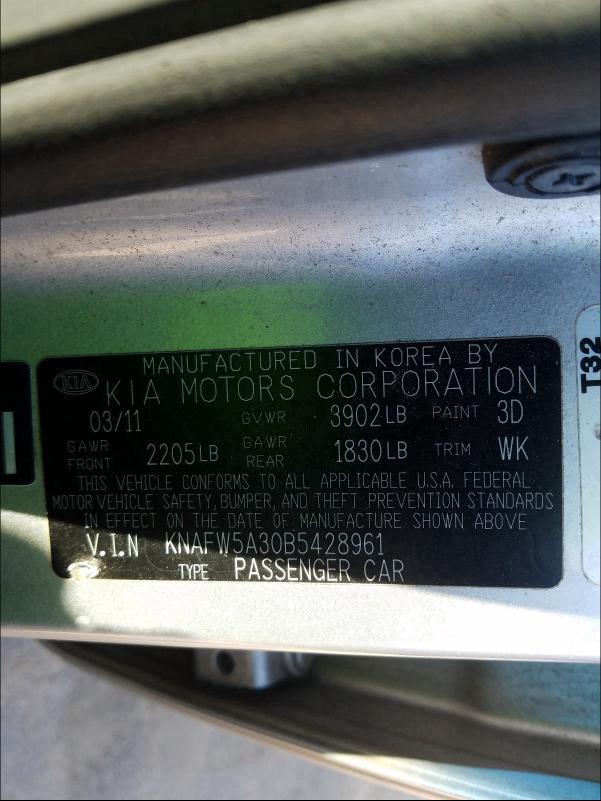 MANUFACTURED IN KOREA BY
KIA KIA MOTORS CORPORATION
03/11 GVWR 3902LB PAINT 3D
GAWR FRONT 2205LB GAWR REAR 1830LB TRIM WK
THIS VEHICLE CONFORMS TO ALL APPLICABLE U.S.A. FEDERAL
MOTOR VEHICLE SAFETY, BUMPER, AND THEFT PREVENTION STANDARDS
IN EFFECT ON THE DATE OF MANUFACTURE SHOWN ABOVE
V.I.N KNAFW5A30B5428961
TYPE PASSENGER CAR
T32